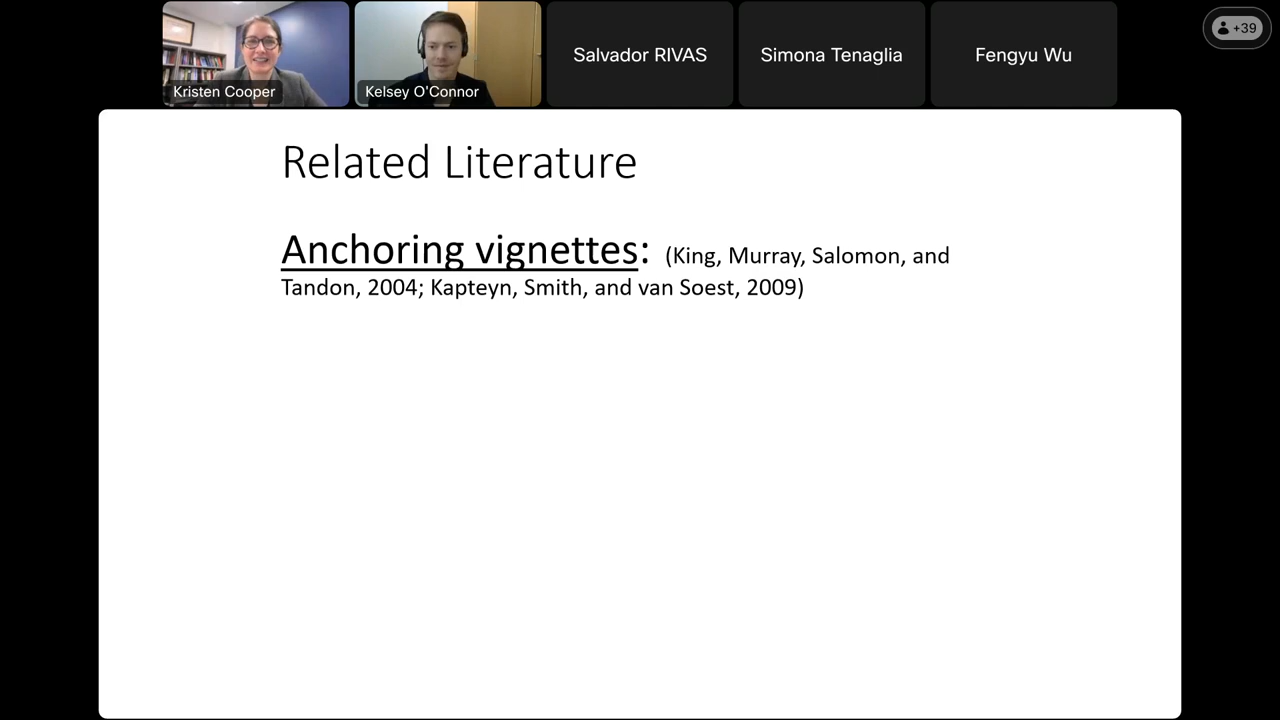 Kristen Cooper
Kelsey O'Connor
Salvador RIVAS
Simona Tenaglia
Fengyu Wu
+39
Related Literature
Anchoring vignettes: (King, Murray, Salomon, and
Tandon, 2004; Kapteyn, Smith, and van Soest, 2009)